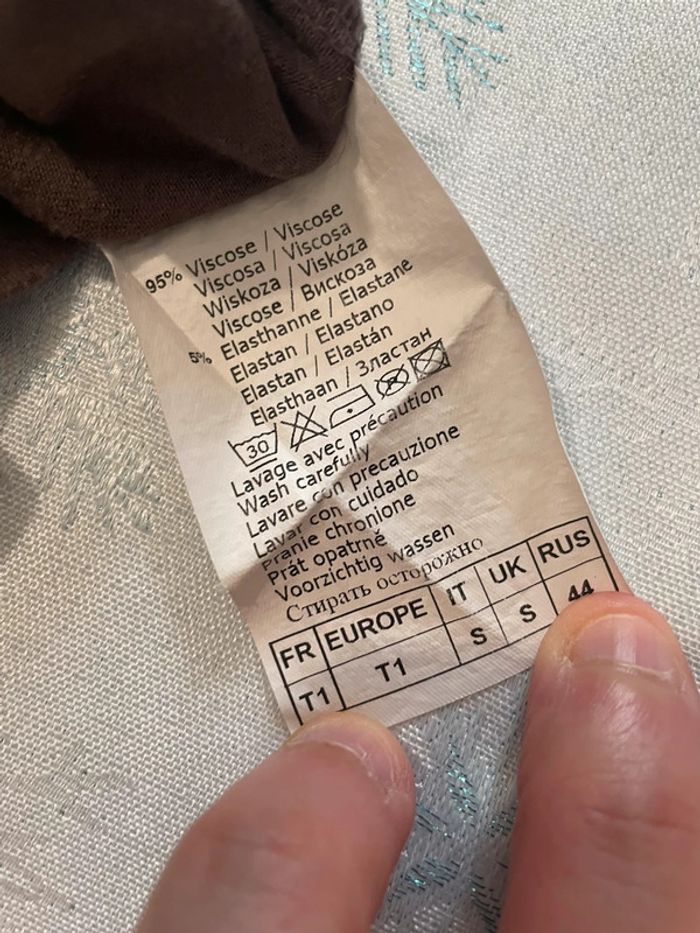 95% Viscose / Viscose
Viscosa / Viscosa
Wiskoza / Viskóza
Viscose / Вискоза
5% Elasthanne / Elastane
Elastan / Elastano
Elastan / Elastán
Elasthaan / Зластан
30 P
Lavage avec précaution
Wash carefully
Lavare con precauzione
Lavar con cuidado
Pranie chronione
Prát opatrně
Voorzichtig wassen
Стирать осторожно
FR EUROPE IT UK RUS
T1 T1 S S 44